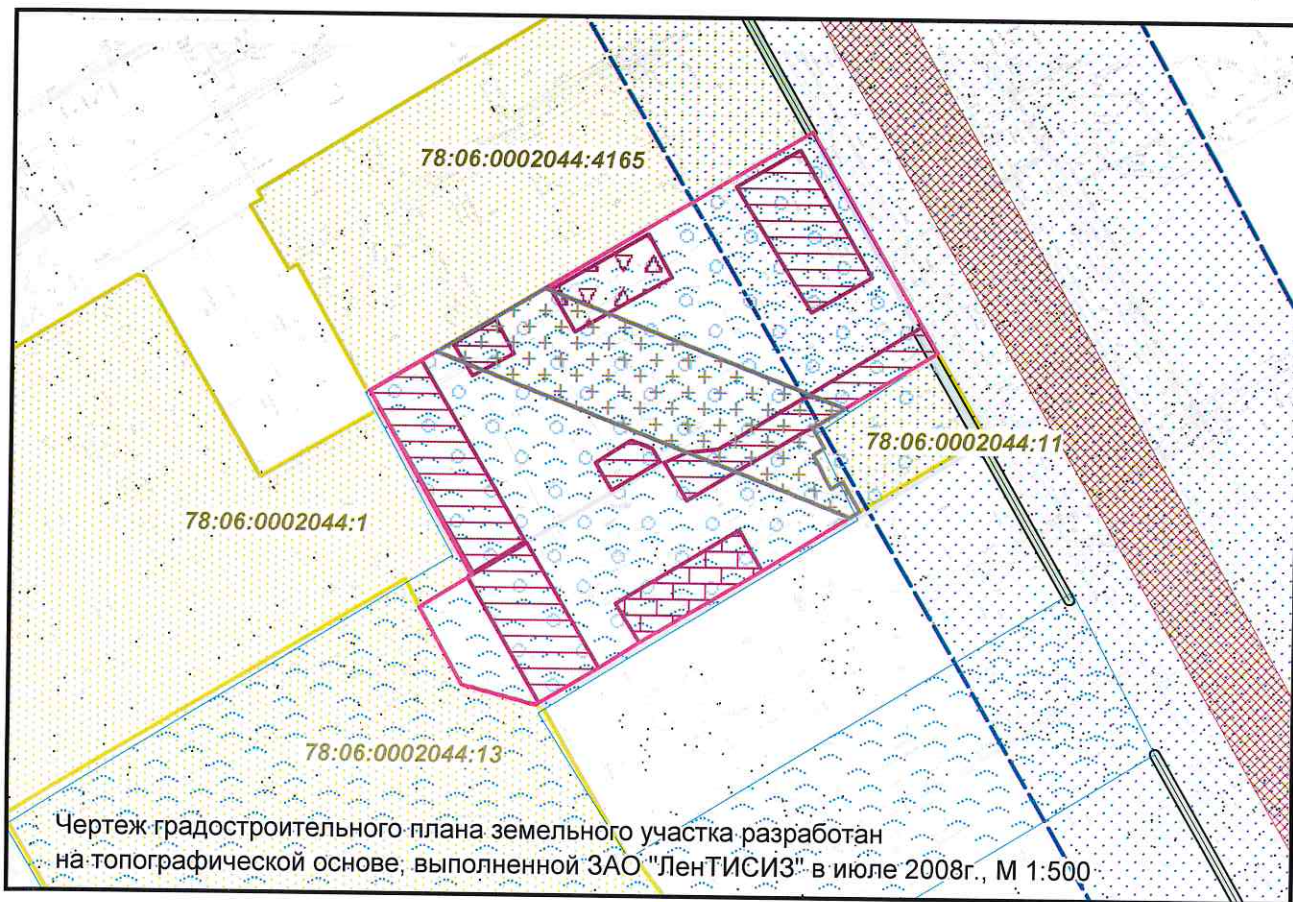 78:06:0002044:4165
78:06:0002044:11
78:06:0002044:1
78:06:0002044:13
Чертеж градостроительного плана земельного участка разработан
на топографической основе, выполненной ЗАО "ЛенТИСИЗ" в июле 2008г., М 1:500